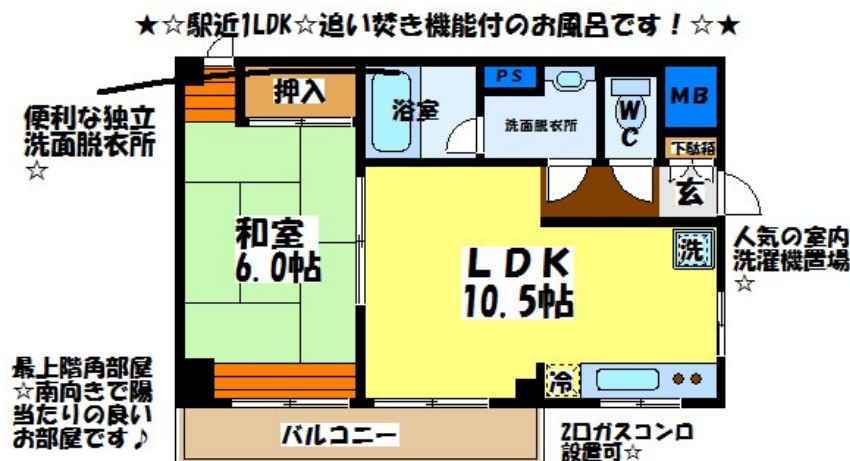 ★☆駅近1LDK☆追い焚き機能付のお風呂です！☆★
便利な独立
洗面脱衣所
☆
押入
浴室
PS
洗面脱衣所
WC
MB
下駄箱
玄
和室
6.0帖
LDK
10.5帖
洗
人気の室内
洗濯機置場
☆
最上階角部屋
☆南向きで陽
当たりの良い
お部屋です♪
冷
バルコニー
2口ガスコンロ
設置可☆